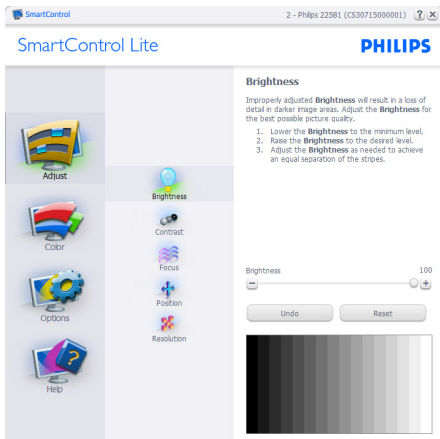 SmartControl
2 - Philips 225B1 (CS30715000001)
? ×
SmartControl Lite
PHILIPS
Adjust
Color
Options
?
Help
Brightness
Contrast
Focus
Position
Resolution
Brightness
Improperly adjusted Brightness will result in a loss of
detail in darker image areas. Adjust the Brightness for
the best possible picture quality.
1. Lower the Brightness to the minimum level.
2. Raise the Brightness to the desired level.
3. Adjust the Brightness as needed to achieve
an equal separation of the stripes.
Brightness 100
Undo Reset